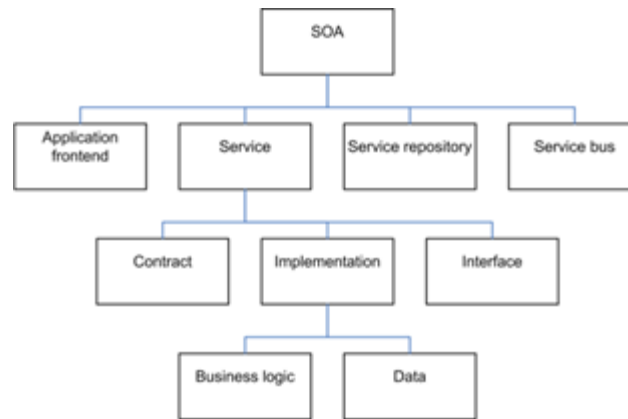 SOA
Application
frontend
Service
Service repository
Service bus
Contract
Implementation
Interface
Business logic
Data